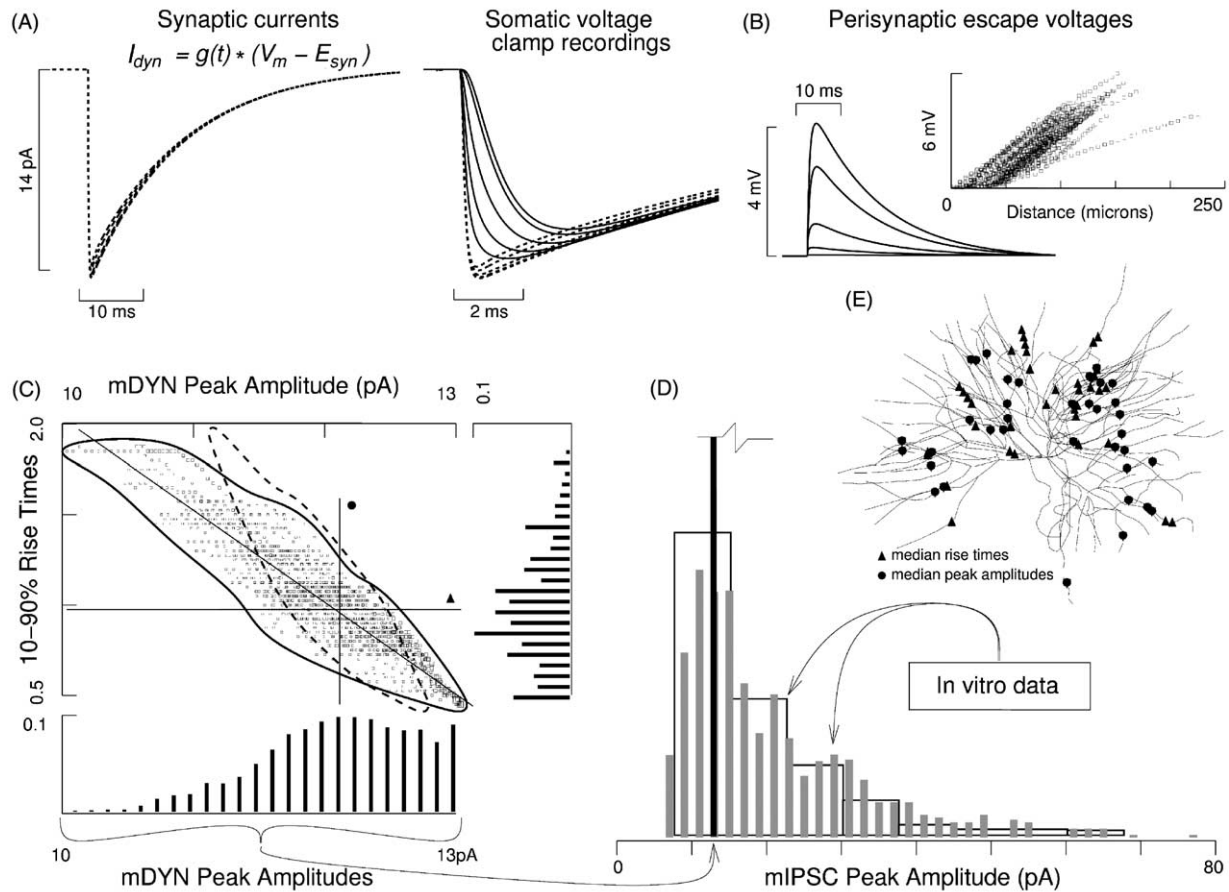 (A)
Synaptic currents
I_dyn = g(t) * (V_m – E_syn)
14 pA
10 ms
Somatic voltage
clamp recordings
2 ms
(B)
Perisynaptic escape voltages
10 ms
4 mV
6 mV
0
250
Distance (microns)
(C)
mDYN Peak Amplitude (pA)
10
13
0.1
2.0
10–90% Rise Times
0.5
0.1
10
13pA
mDYN Peak Amplitudes
(D)
In vitro data
0
80
mIPSC Peak Amplitude (pA)
(E)
median rise times
median peak amplitudes